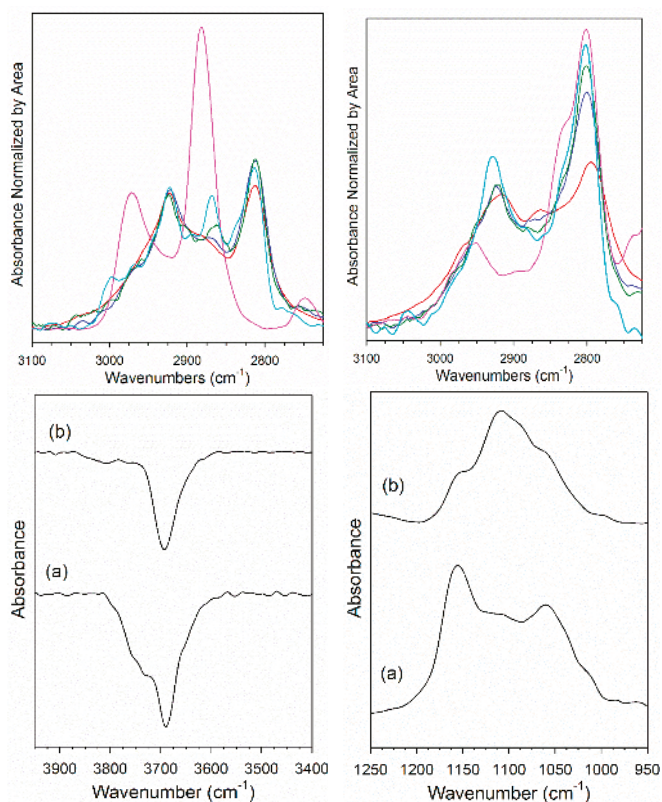 Absorbance Normalized by Area
3100 3000 2900 2800
Wavenumbers (cm-1)
Absorbance Normalized by Area
3100 3000 2900 2800
Wavenumbers (cm-1)
(b)
(a)
Absorbance
3900 3800 3700 3600 3500 3400
Wavenumber (cm-1)
(b)
(a)
Absorbance
1250 1200 1150 1100 1050 1000 950
Wavenumber (cm-1)